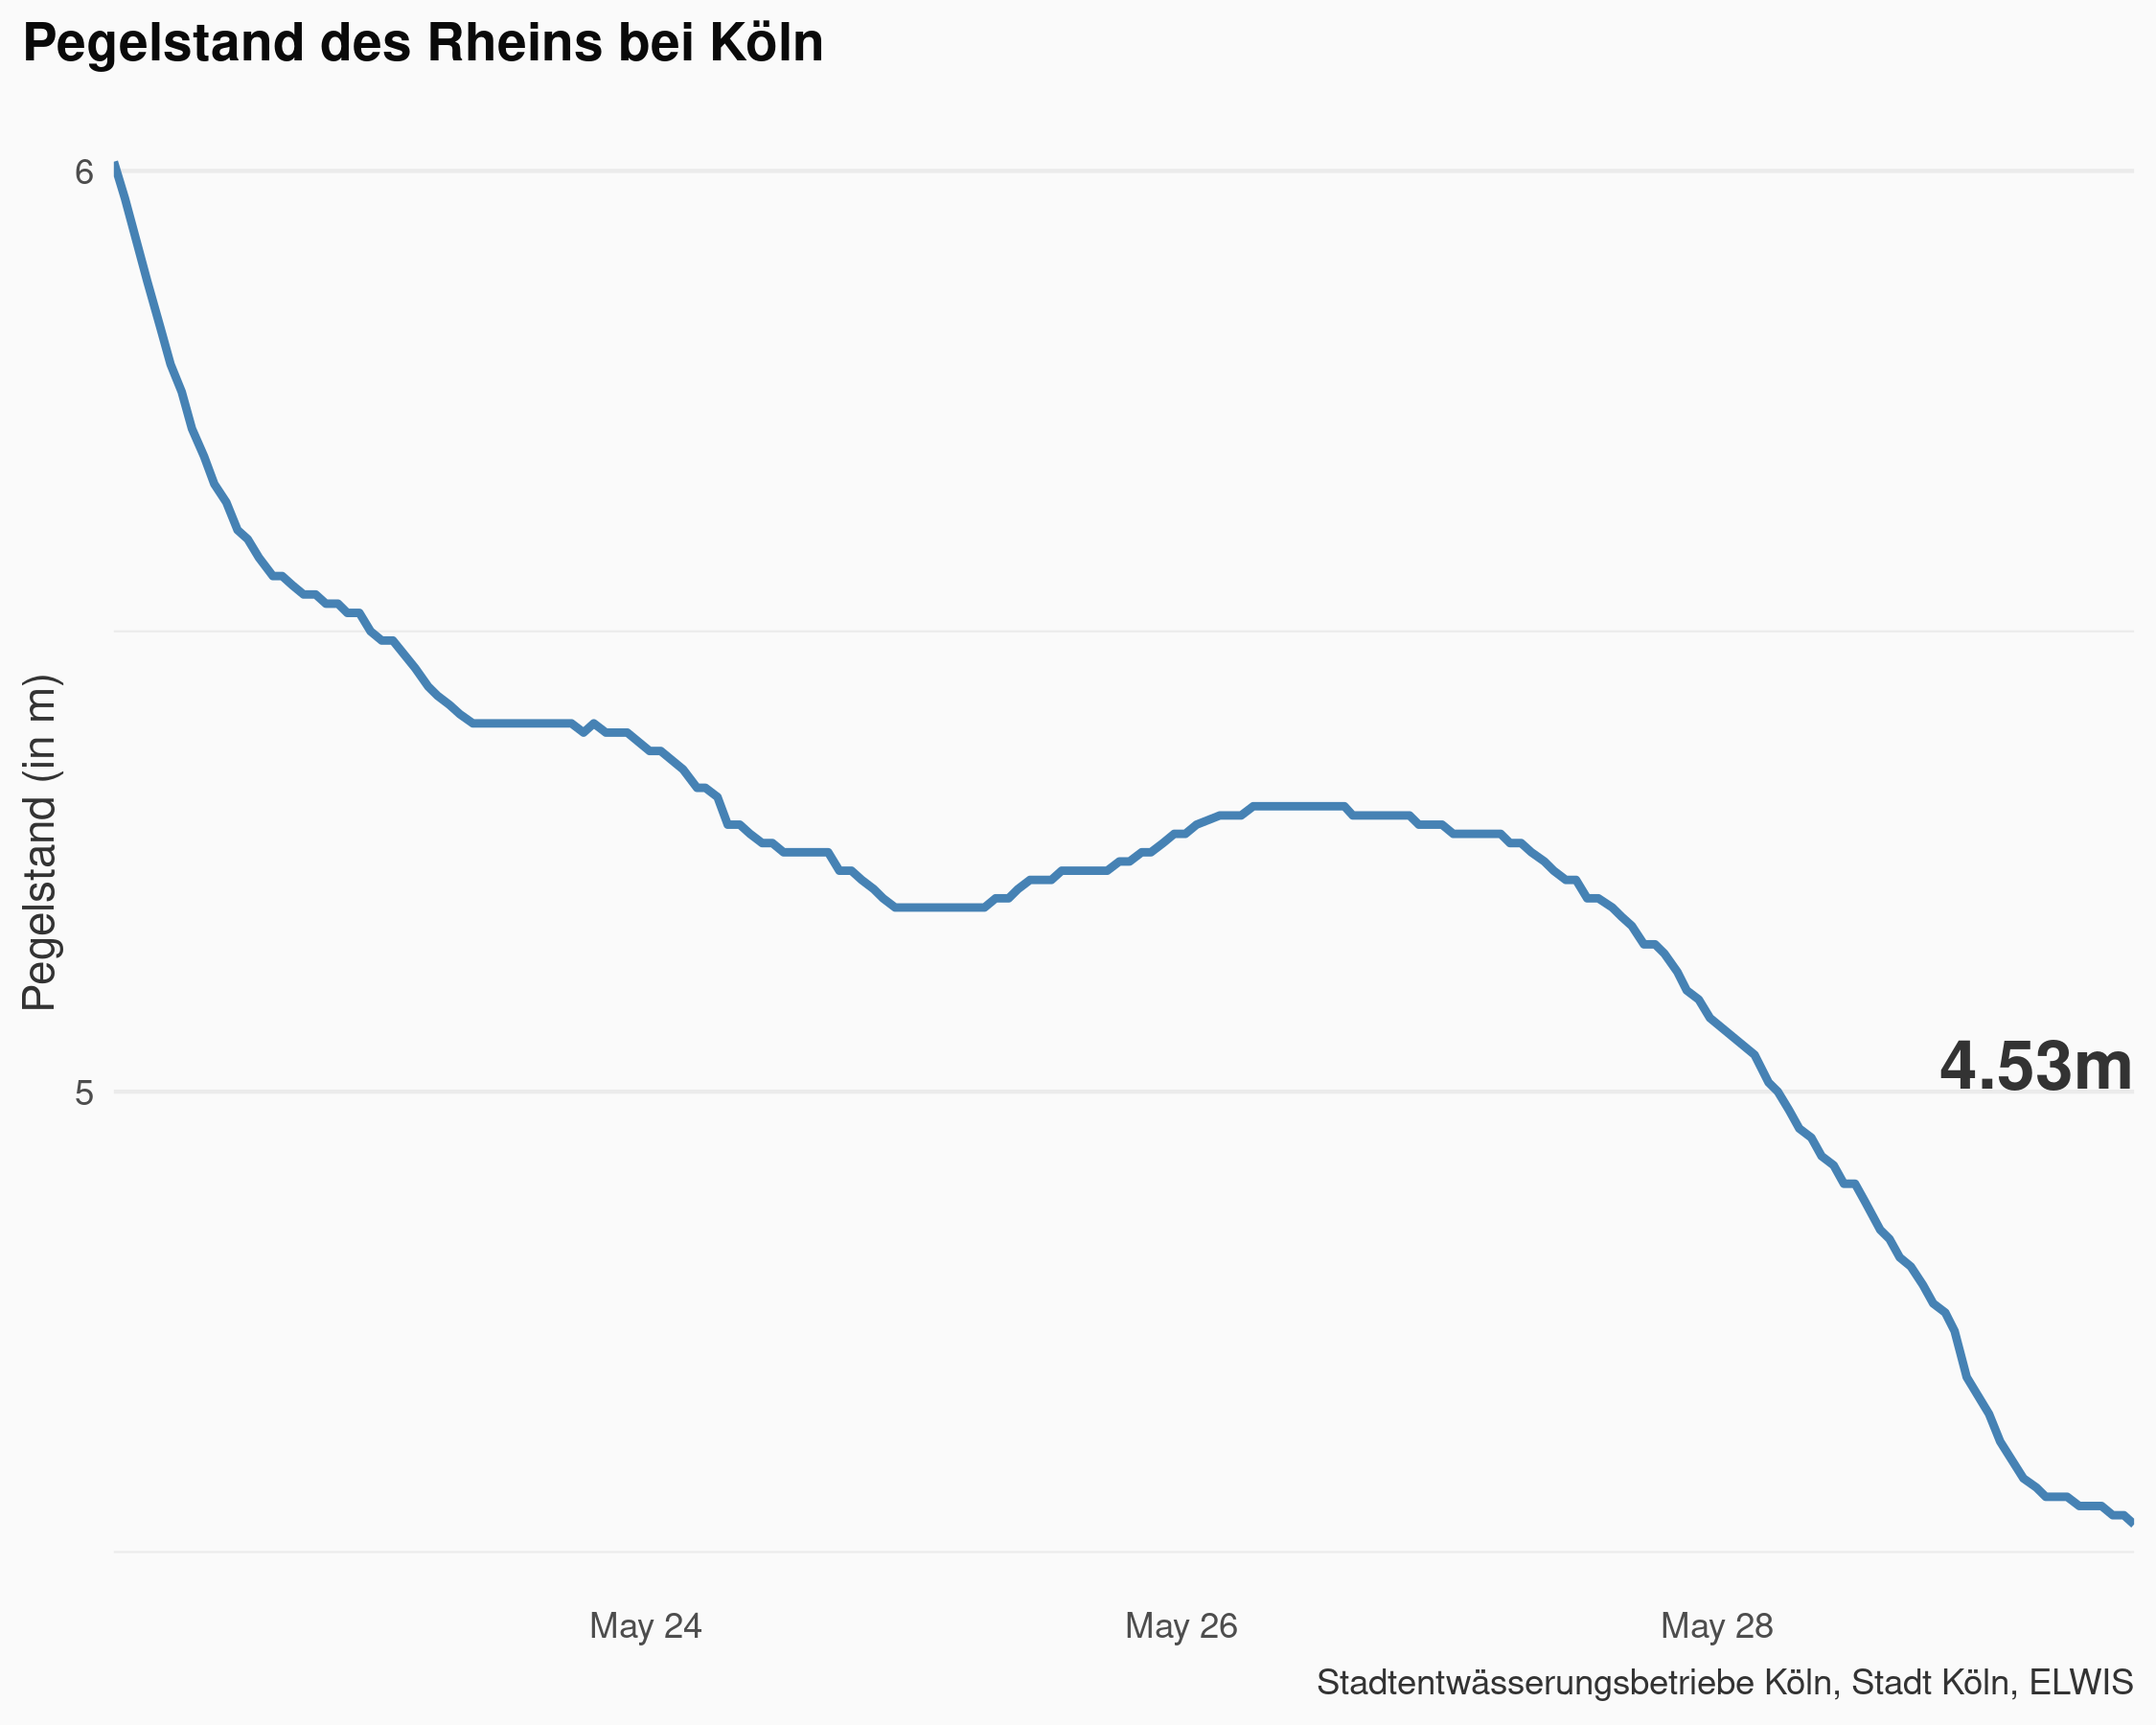 Pegelstand des Rheins bei Köln
Pegelstand (in m)
6
5
4.53m
May 24
May 26
May 28
Stadtentwässerungsbetriebe Köln, Stadt Köln, ELWIS